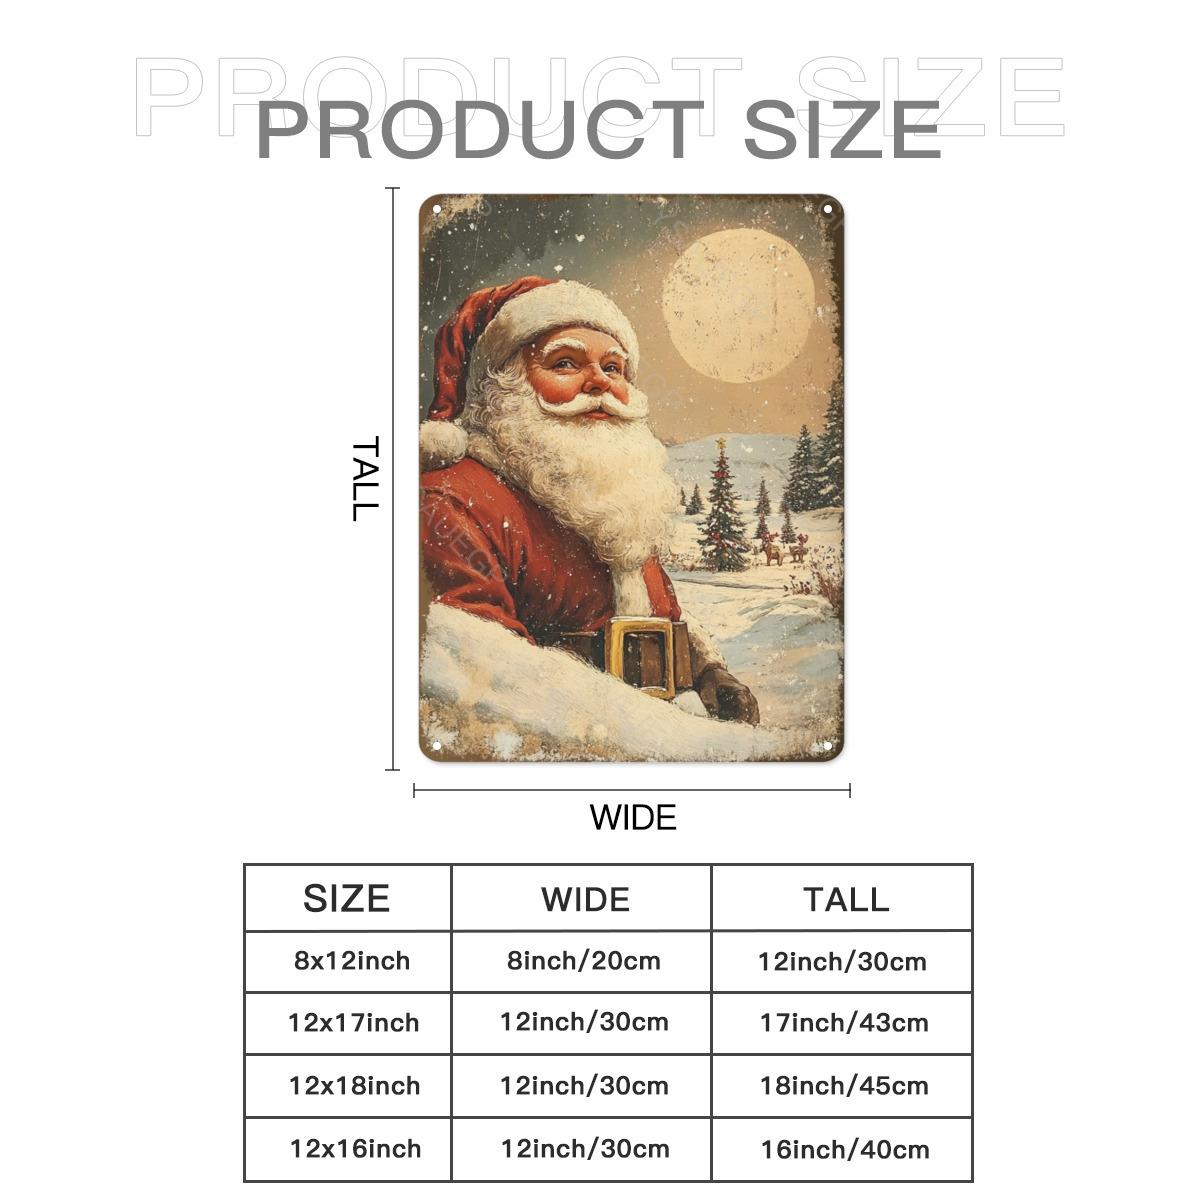 PRODUCT SIZE
PRODUCT SIZE
TALL
AUEGP
WIDE
SIZE WIDE TALL
8x12inch 8inch/20cm 12inch/30cm
12x17inch 12inch/30cm 17inch/43cm
12x18inch 12inch/30cm 18inch/45cm
12x16inch 12inch/30cm 16inch/40cm